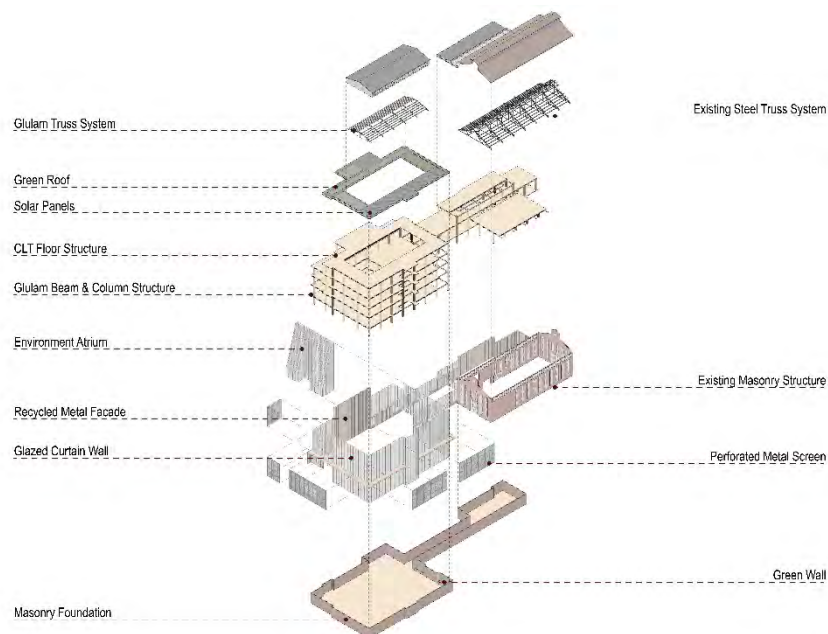 Glulam Truss System
Existing Steel Truss System
Green Roof
Solar Panels
CLT Floor Structure
Glulam Beam & Column Structure
Environment Atrium
Existing Masonry Structure
Recycled Metal Facade
Glazed Curtain Wall
Perforated Metal Screen
Green Wall
Masonry Foundation